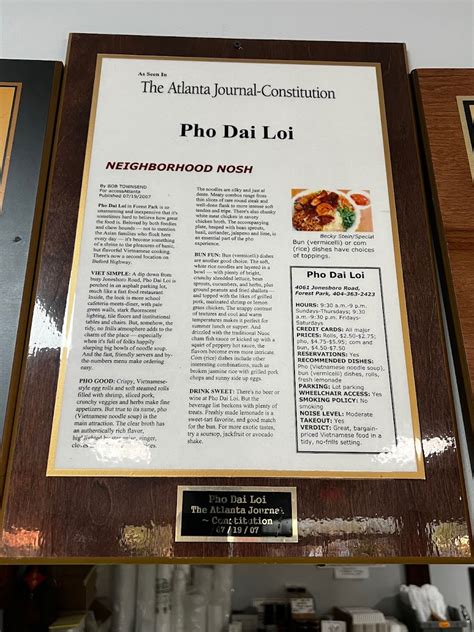 As Seen In
The Atlanta Journal-Constitution
Pho Dai Loi
NEIGHBORHOOD NOSH
By BOB TOWNSEND
For accessAtlanta
Published 07/19/2007
Pho Dai Loi in Forest Park is so
unassuming and inexpensive that it's
sometimes hard to believe how great
the food is. Beloved by both foodies
and chow hounds — not to mention
the Asian families who meet there
every day — it's become something
of a shrine to the pleasures of basic,
but flavorful Vietnamese eating.
There's now a second location on
Buford Highway.
VIET SIMPLE: A dip down from
busy Jonesboro Road, Pho Dai Loi is
perched in an asphalt parking lot,
much like a fast food restaurant.
Inside, the look is more school
cafeteria-meets-diner, with pale
green walls, stark fluorescent
lighting, tile floors and institutional
tables and chairs. But, somehow, the
tidy, no frills atmosphere adds to the
charm of the place, especially
when it's full of folks happily
slurping big bowls of noodle soup.
And the fast, friendly servers and by-
the-numbers menu make ordering
easy.
PHO GOOD: Crispy, Vietnamese-
style egg rolls and soft steamed rolls
filled with shrimp, sliced pork,
crunchy veggies and herbs make fine
appetizers. But true to its name, pho
(Vietnamese noodle soup) is the
main attraction. The clear broth has
an authentically rich flavor,
The noodles are silky and just al
dente. Meaty combos range from
thin slices of rare round steak and
well-done flank to more intense soft
tendon and tripe. There's also chunky
white meat chicken in savory
chicken broth. The accompanying
plate, heaped with bean sprouts,
basil, coriander, jalapeno and lime, is
an essential part of the pho
experience.
BUN FUN: Bun (vermicelli) dishes
are another good choice. The soft,
white rice noodles are layered in a
bowl — with plenty of bright,
crunchy shredded lettuce, bean
sprouts, cucumbers, and herbs, plus
ground peanuts and fried shallots —
and topped with the likes of grilled
pork, marinated shrimp or lemon
grass chicken. The snappy contrast
of textures and cool and warm
temperatures makes it perfect for
summer lunch or supper. And
drizzled with the traditional Nuoc
cham fish sauce or kicked up with a
squirt of peppery hot sauce, the
flavors become even more intricate.
Com (rice) dishes include other
interesting combinations, such as
broken jasmine rice with grilled pork
chops and sunny side up eggs.
DRINK SWEET: There's no beer or
wine at Pho Dai Loi. But the
beverage list beckons with plenty of
treats. Freshly made lemonade is a
sweet-tart favorite, and good match
for the bun. For more exotic tastes,
try a soursop, jackfruit or avocado
shake.
Becky Stein/Special
Bun (vermicelli) or com
(rice) dishes have choices
of toppings.
Pho Dai Loi
4061 Jonesboro Road,
Forest Park, 404-363-2423
HOURS: 9:30 a.m.-9 p.m.
Sundays-Thursdays; 9:30
a.m.-9:30 p.m. Fridays-
Saturdays
CREDIT CARDS: All major
PRICES: Rolls, $2.50-$2.75;
pho, $4.75-$5.95; com and
bun, $4.50-$7.50
RESERVATIONS: Yes
RECOMMENDED DISHES:
Pho (Vietnamese noodle soup),
bun (vermicelli) dishes, rolls,
fresh lemonade
PARKING: Lot parking
WHEELCHAIR ACCESS: Yes
SMOKING POLICY: No
smoking
NOISE LEVEL: Moderate
TAKEOUT: Yes
VERDICT: Great, bargain-
priced Vietnamese food in a
tidy, no-frills setting.
Pho Dai Loi
The Atlanta Journal
~ Constitution
07 / 19 / 07